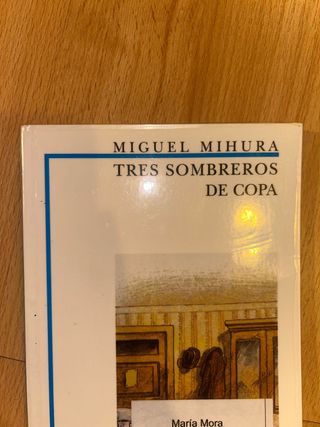 MIGUEL MIHURA
TRES SOMBREROS
DE COPA
María Mora